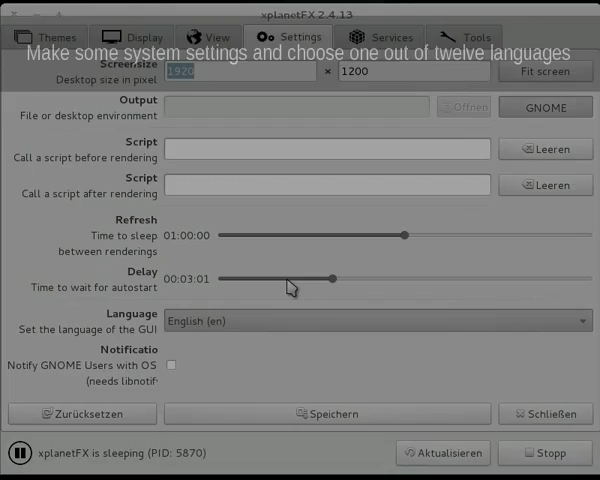 xplanetFX 2.4.13
Themes Display View Settings Services Tools
Make some system settings and choose one out of twelve languages
Screensize
Desktop size in pixel
1920 × 1200 Fit screen
Output
File or desktop environment
Öffnen GNOME
Script
Call a script before rendering
Leeren
Script
Call a script after rendering
Leeren
Refresh
Time to sleep
between renderings
01:00:00
Delay
Time to wait for autostart
00:03:01
Language
Set the language of the GUI
English (en)
Notificatio
Notify GNOME Users with OS
(needs libnotif
Zurücksetzen Speichern Schließen
xplanetFX is sleeping (PID: 5870) Aktualisieren Stopp